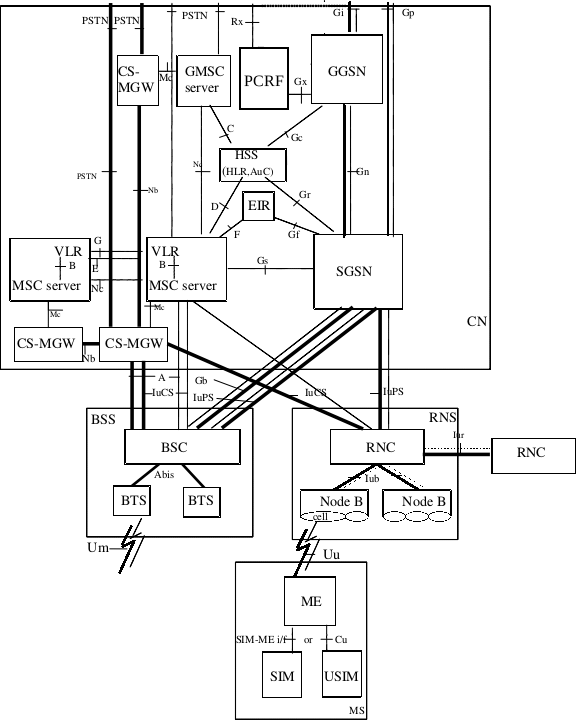 PSTN
PSTN
PSTN
Rx
Gi
Gp
CS-
MGW
Mc
GMSC
server
PCRF
Gx
GGSN
C
Gc
HSS
(HLR,AuC)
Nc
PSTN
Nb
Gn
D
EIR
Gr
F
Gf
G
VLR
B
E
MSC server
Nc
VLR
B
MSC server
Gs
SGSN
Mc
Mc
CN
CS-MGW
Nb
CS-MGW
A
Gb
IuCS
IuPS
IuCS
IuPS
BSS
BSC
Abis
BTS
BTS
RNS
RNC
Iur
RNC
Iub
Node B
cell
Node B
Um
Uu
ME
SIM-ME i/f
or
Cu
SIM
USIM
MS